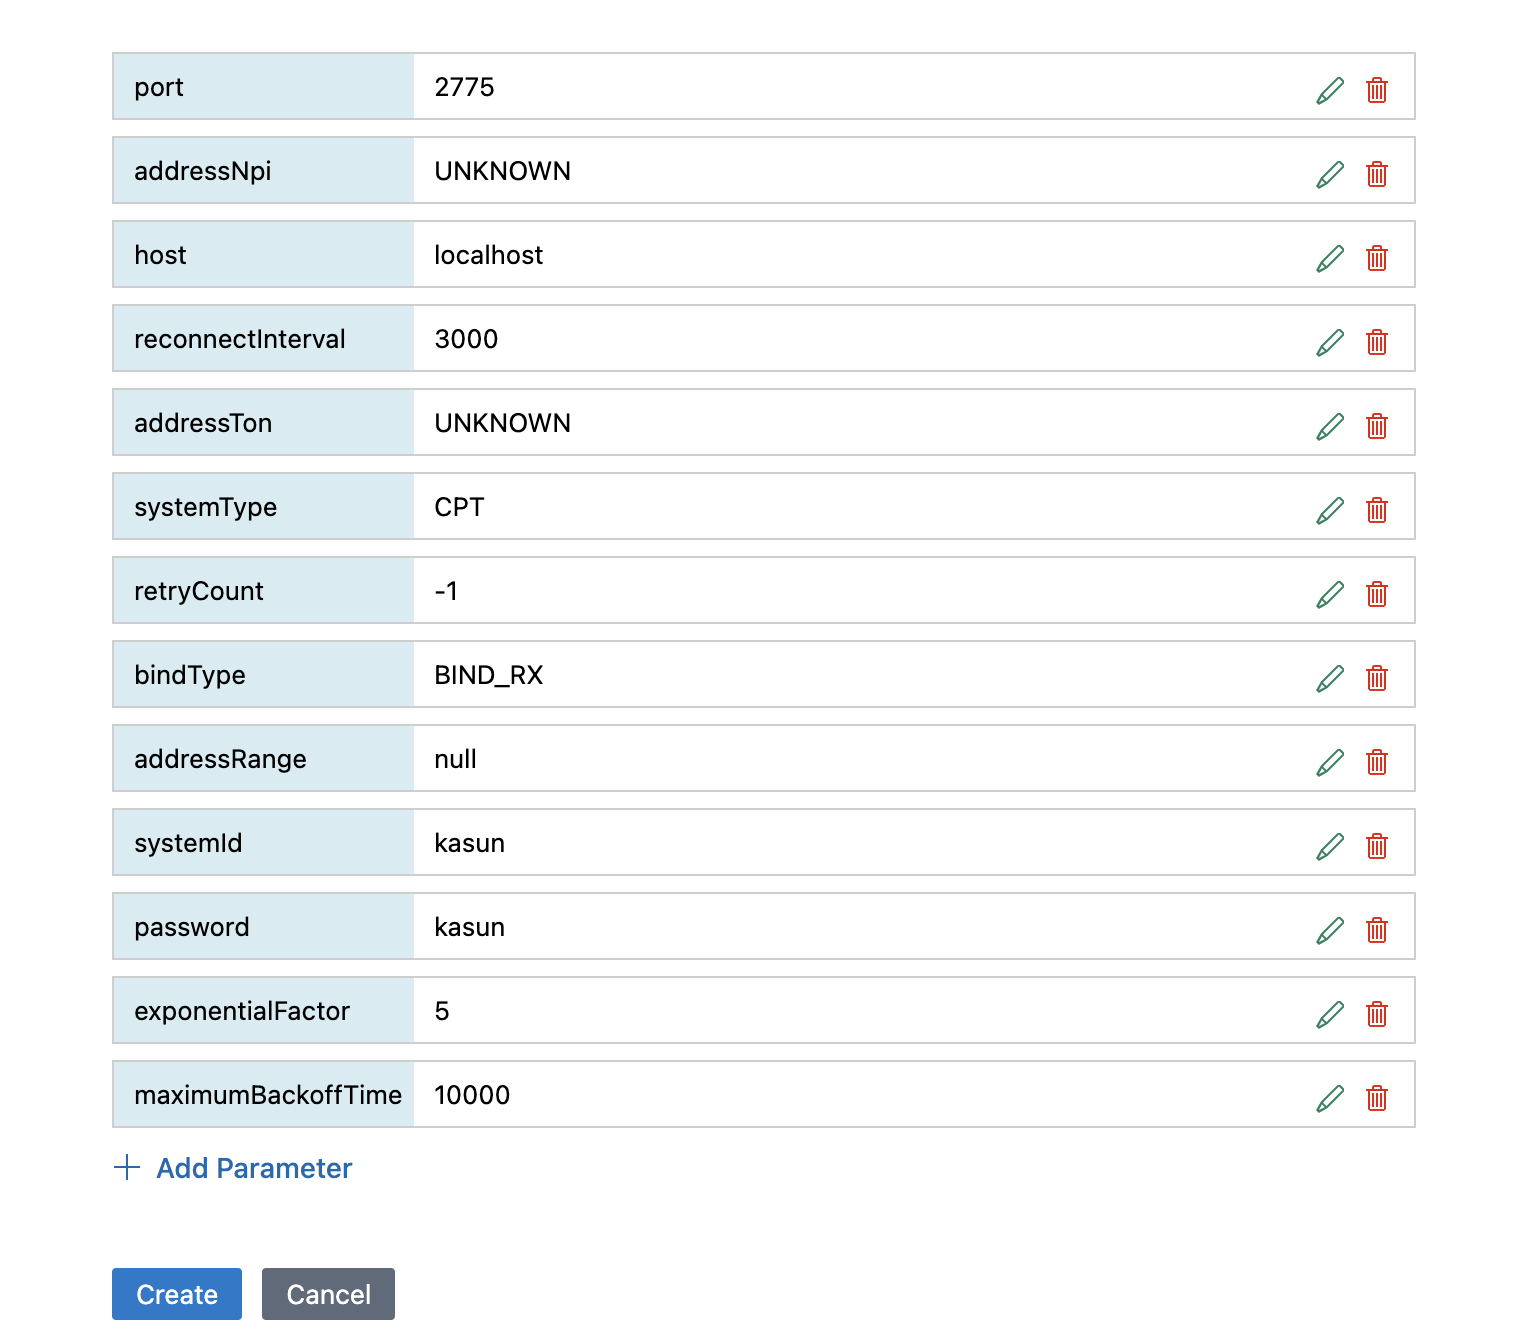 port 2775
addressNpi UNKNOWN
host localhost
reconnectInterval 3000
addressTon UNKNOWN
systemType CPT
retryCount -1
bindType BIND_RX
addressRange null
systemId kasun
password kasun
exponentialFactor 5
maximumBackoffTime 10000
Add Parameter
Create Cancel